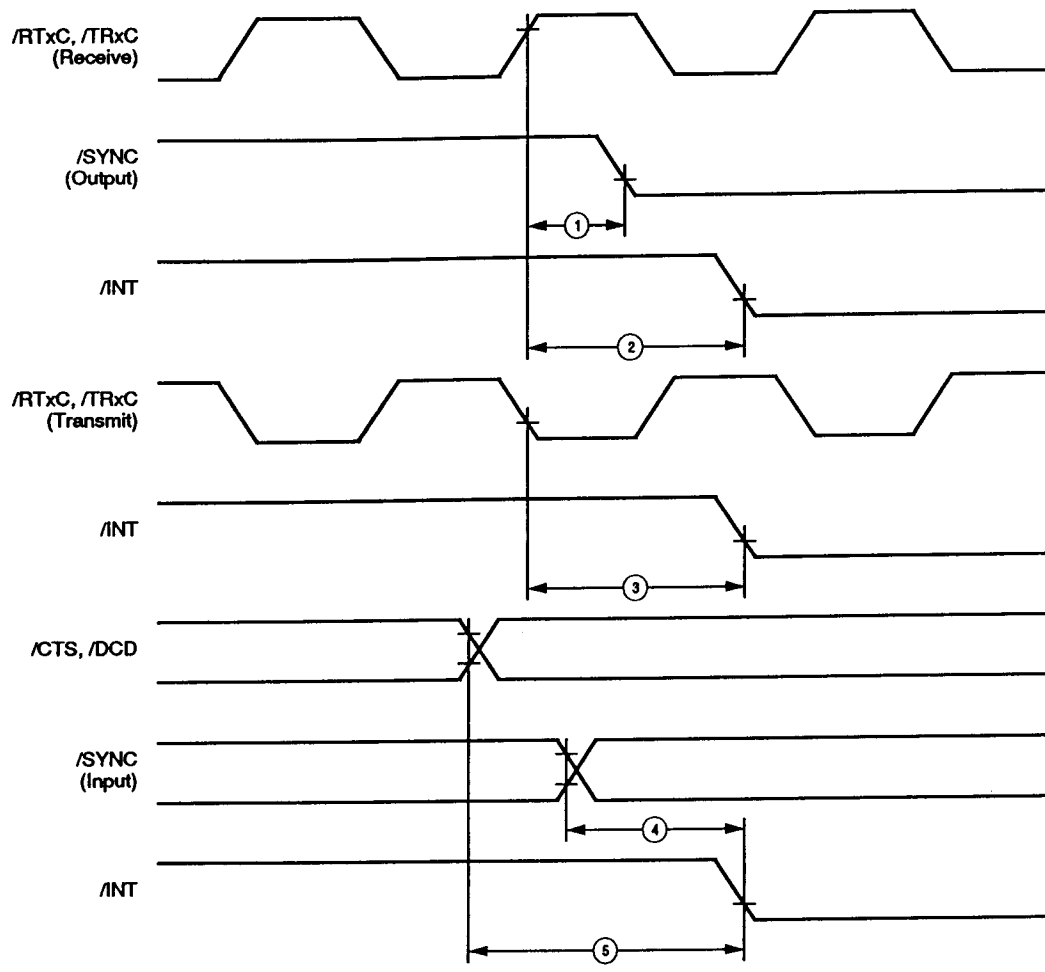 /RTxC, /TRxC
(Receive)
/SYNC
(Output)
1
/INT
2
/RTxC, /TRxC
(Transmit)
/INT
3
/CTS, /DCD
/SYNC
(Input)
4
/INT
5